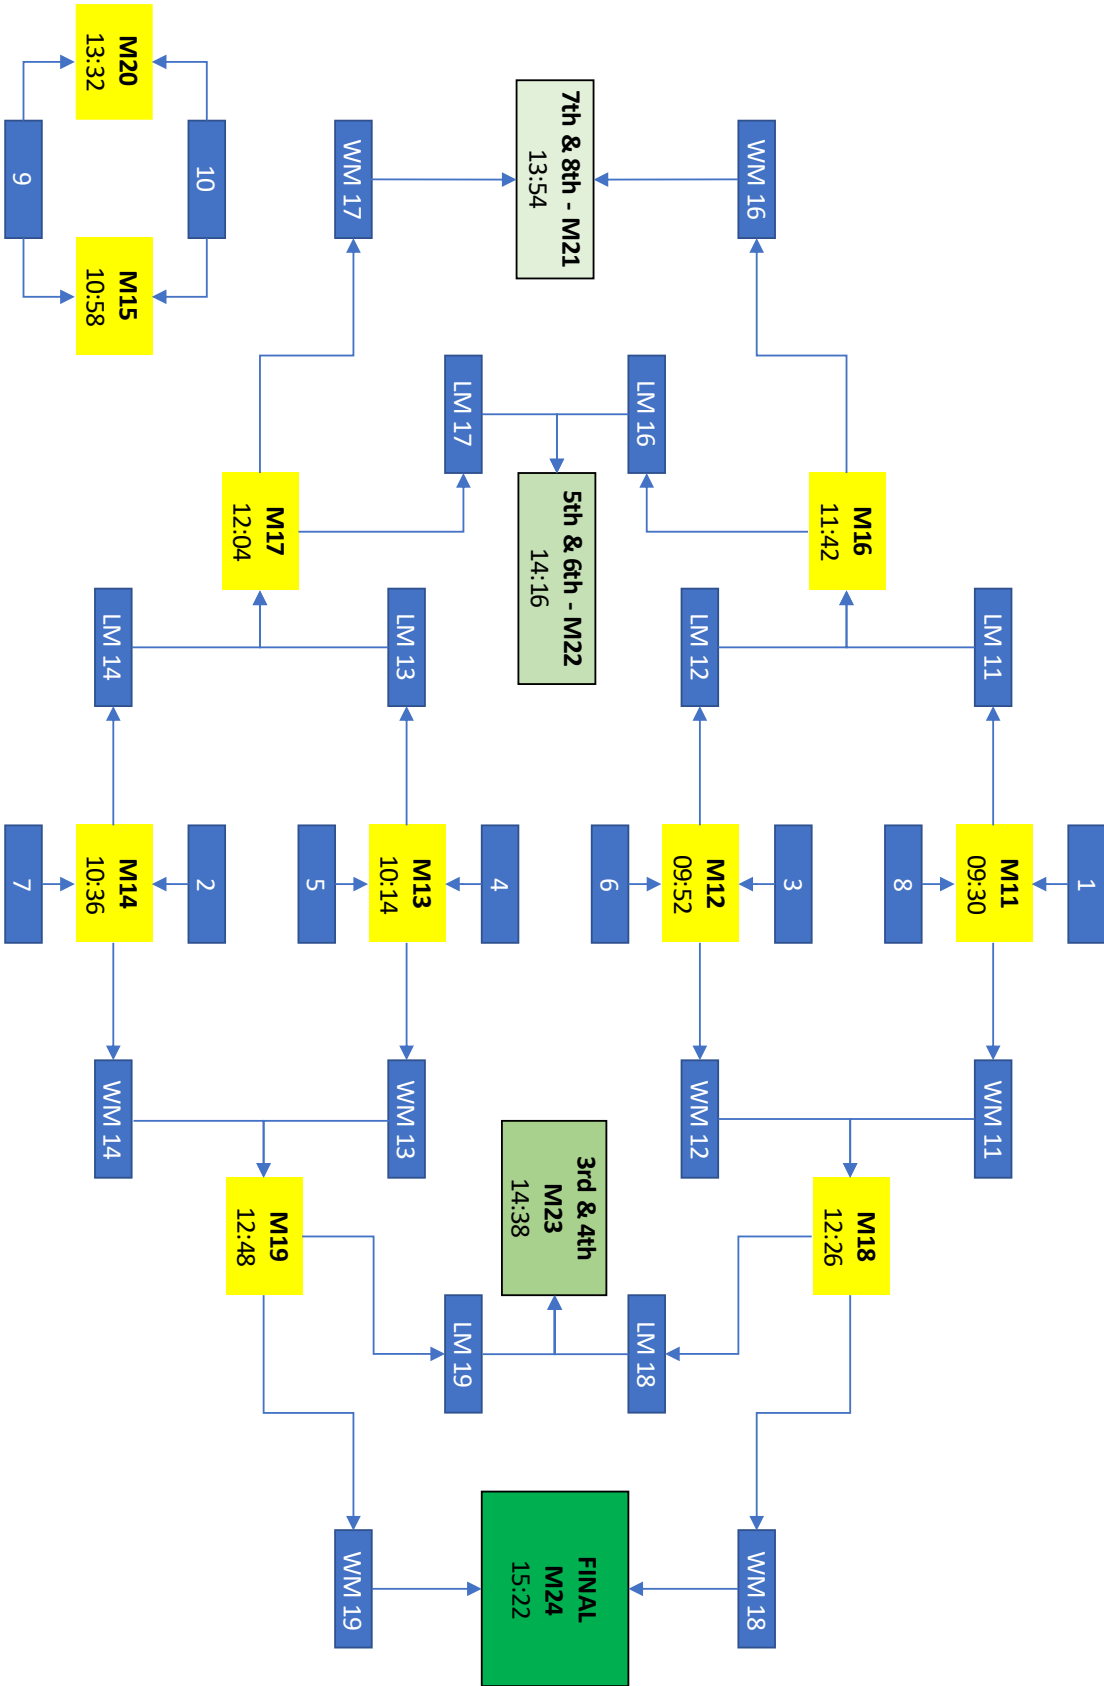 1
LM 11
M11
09:30
WM 11
8
M16
11:42
M18
12:26
3
WM 16
WM 18
LM 12
M12
09:52
WM 12
LM 16
LM 18
6
7th & 8th - M21
13:54
5th & 6th - M22
14:16
3rd & 4th
M23
14:38
FINAL
M24
15:22
4
LM 17
LM 19
LM 13
M13
10:14
WM 13
WM 17
WM 19
5
M17
12:04
M19
12:48
10
2
M20
13:32
M15
10:58
LM 14
M14
10:36
WM 14
9
7